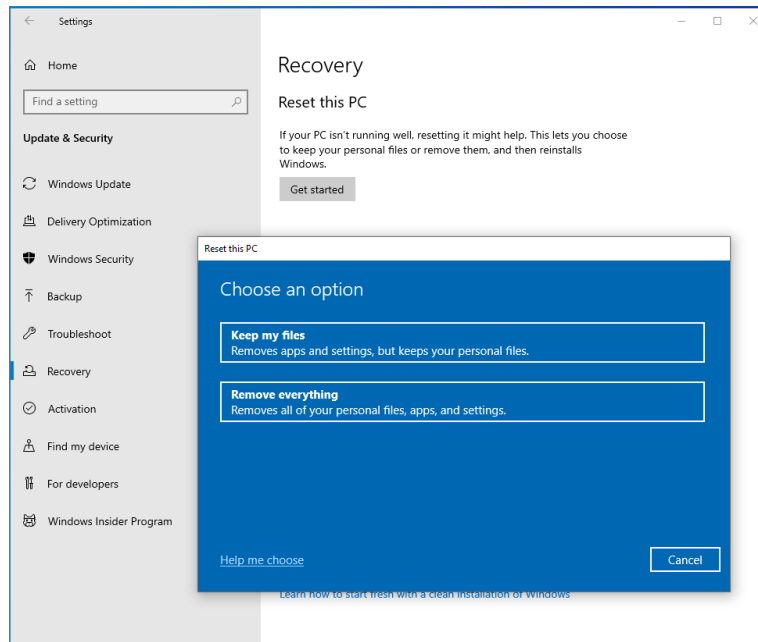 Settings
Home
Find a setting
Update & Security
Windows Update
Delivery Optimization
Windows Security
Backup
Troubleshoot
Recovery
Activation
Find my device
For developers
Windows Insider Program
Recovery
Reset this PC
If your PC isn't running well, resetting it might help. This lets you choose
to keep your personal files or remove them, and then reinstalls
Windows.
Get started
Reset this PC
Choose an option
Keep my files
Removes apps and settings, but keeps your personal files.
Remove everything
Removes all of your personal files, apps, and settings.
Help me choose
Cancel
Learn how to start fresh with a clean installation of Windows